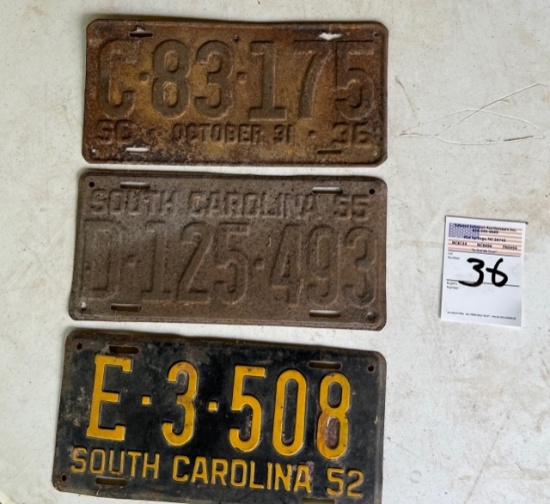 C·83·175
SC OCTOBER 31 · 36
SOUTH CAROLINA 55
D 125·493
E·3·508
SOUTH CAROLINA 52
36